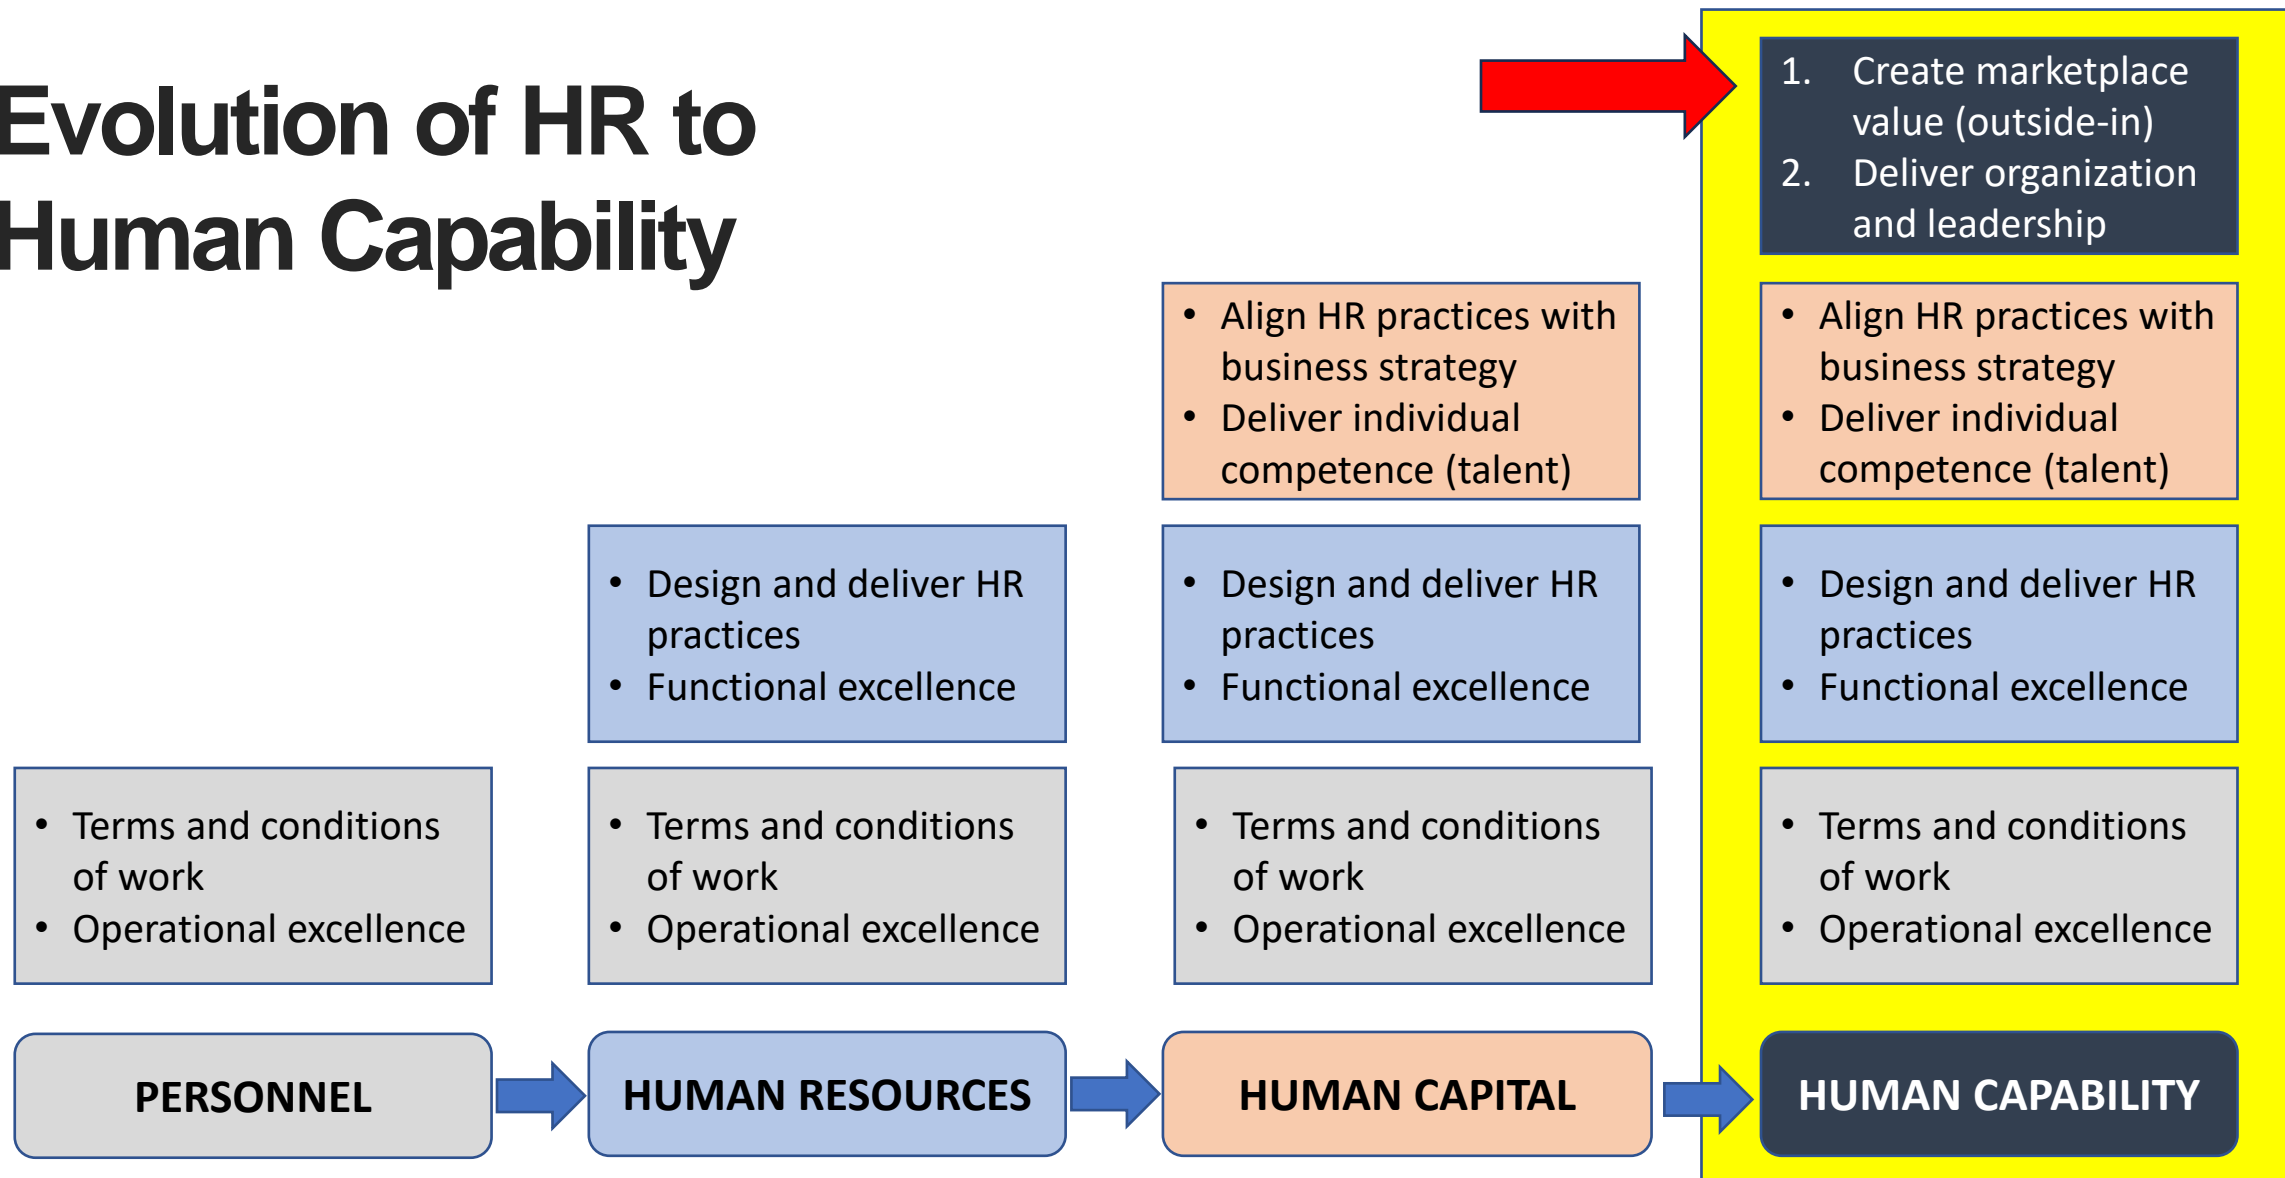 Evolution of HR to
Human Capability
1. Create marketplace
value (outside-in)
2. Deliver organization
and leadership
• Align HR practices with
business strategy
• Deliver individual
competence (talent)
• Align HR practices with
business strategy
• Deliver individual
competence (talent)
• Design and deliver HR
practices
• Functional excellence
• Design and deliver HR
practices
• Functional excellence
• Design and deliver HR
practices
• Functional excellence
• Terms and conditions
of work
• Operational excellence
• Terms and conditions
of work
• Operational excellence
• Terms and conditions
of work
• Operational excellence
• Terms and conditions
of work
• Operational excellence
PERSONNEL
HUMAN RESOURCES
HUMAN CAPITAL
HUMAN CAPABILITY